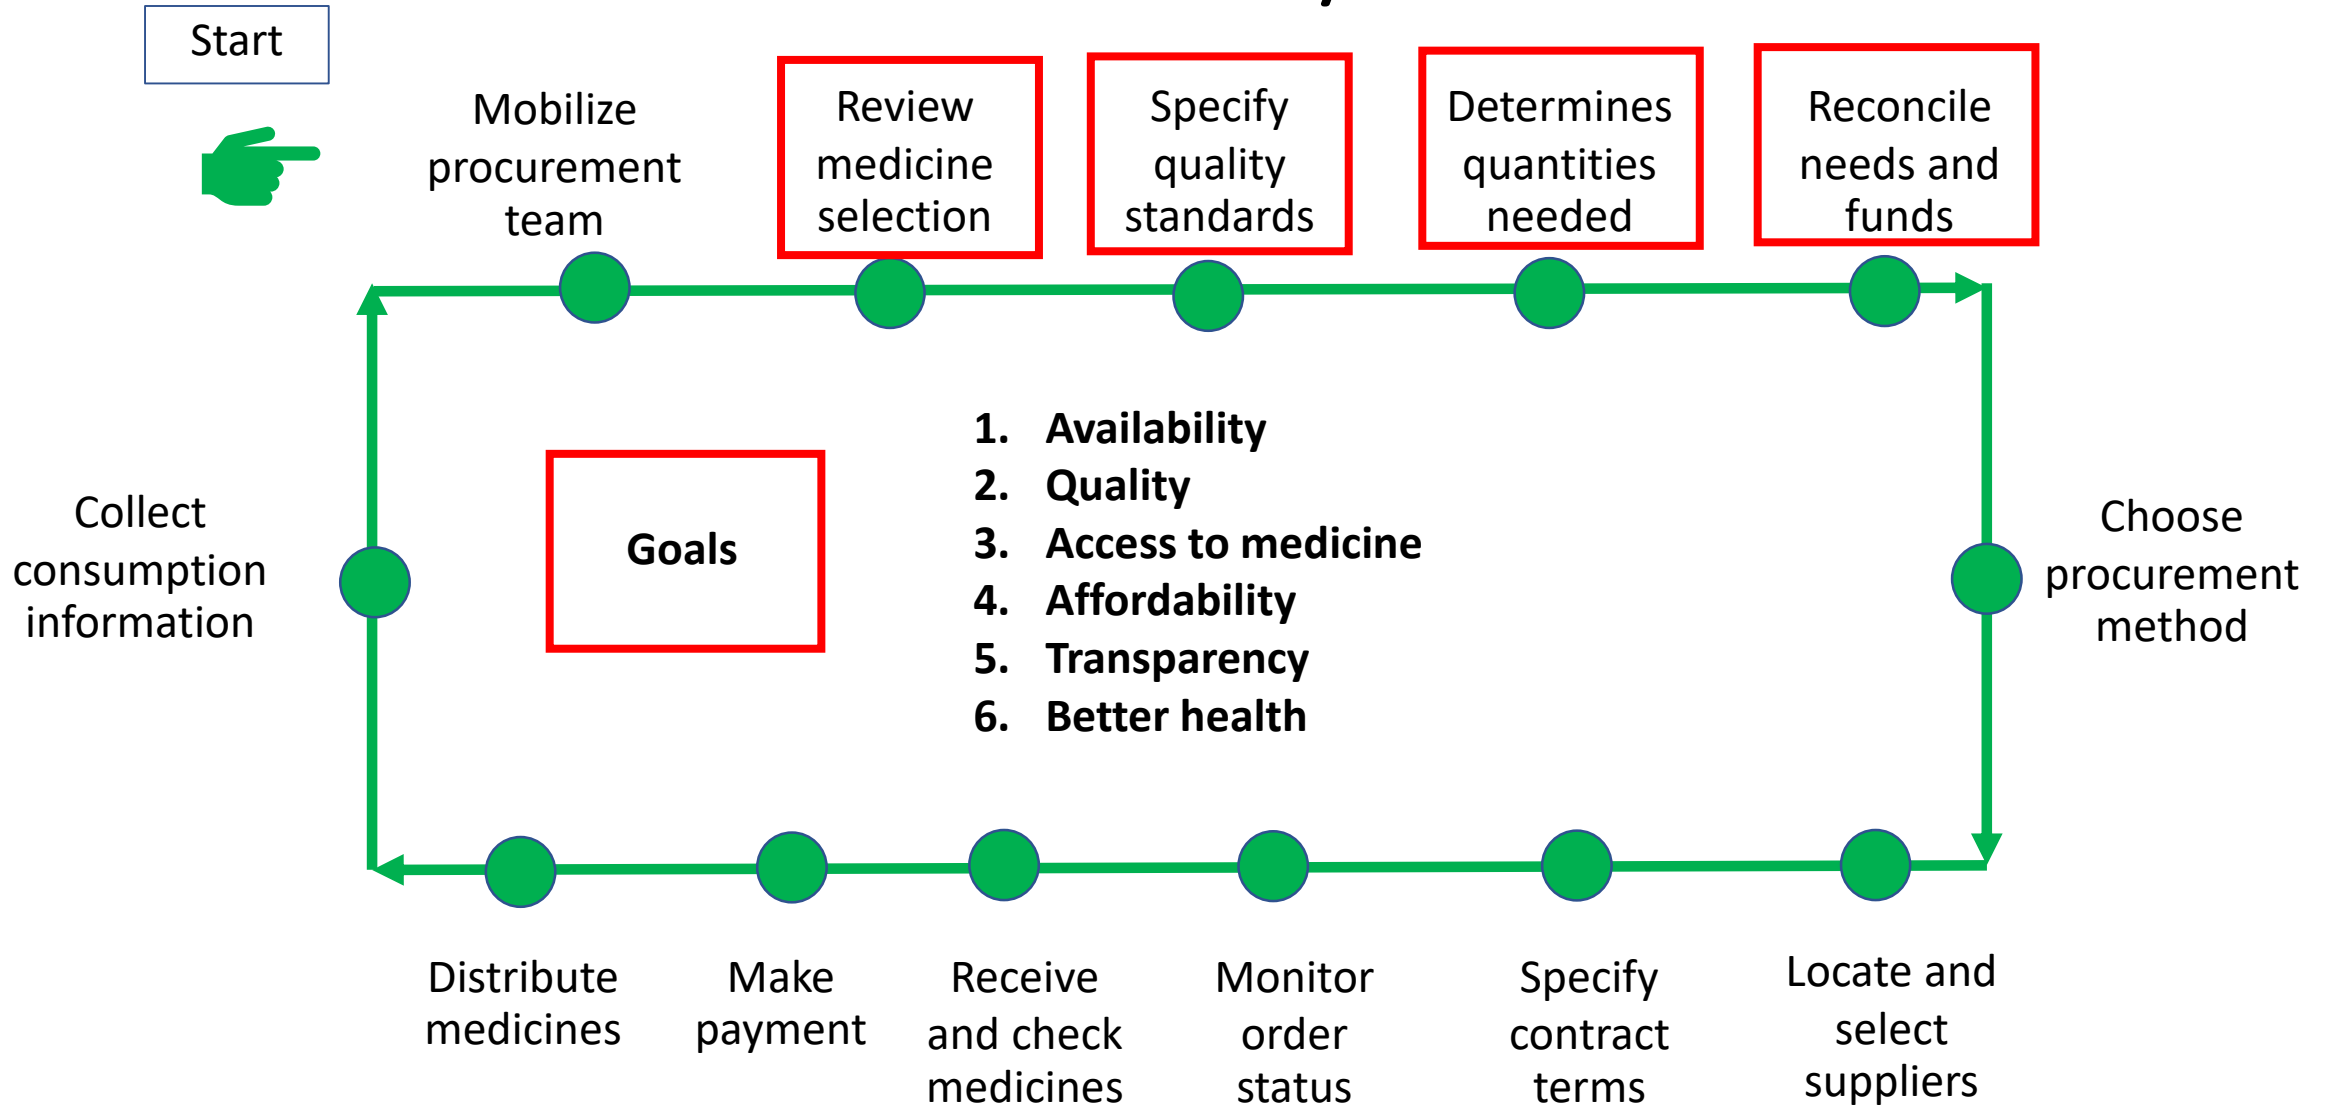 Start
Mobilize
procurement
team
Review
medicine
selection
Specify
quality
standards
Determines
quantities
needed
Reconcile
needs and
funds
Collect
consumption
information
Goals
1. Availability
2. Quality
3. Access to medicine
4. Affordability
5. Transparency
6. Better health
Choose
procurement
method
Distribute
medicines
Make
payment
Receive
and check
medicines
Monitor
order
status
Specify
contract
terms
Locate and
select
suppliers